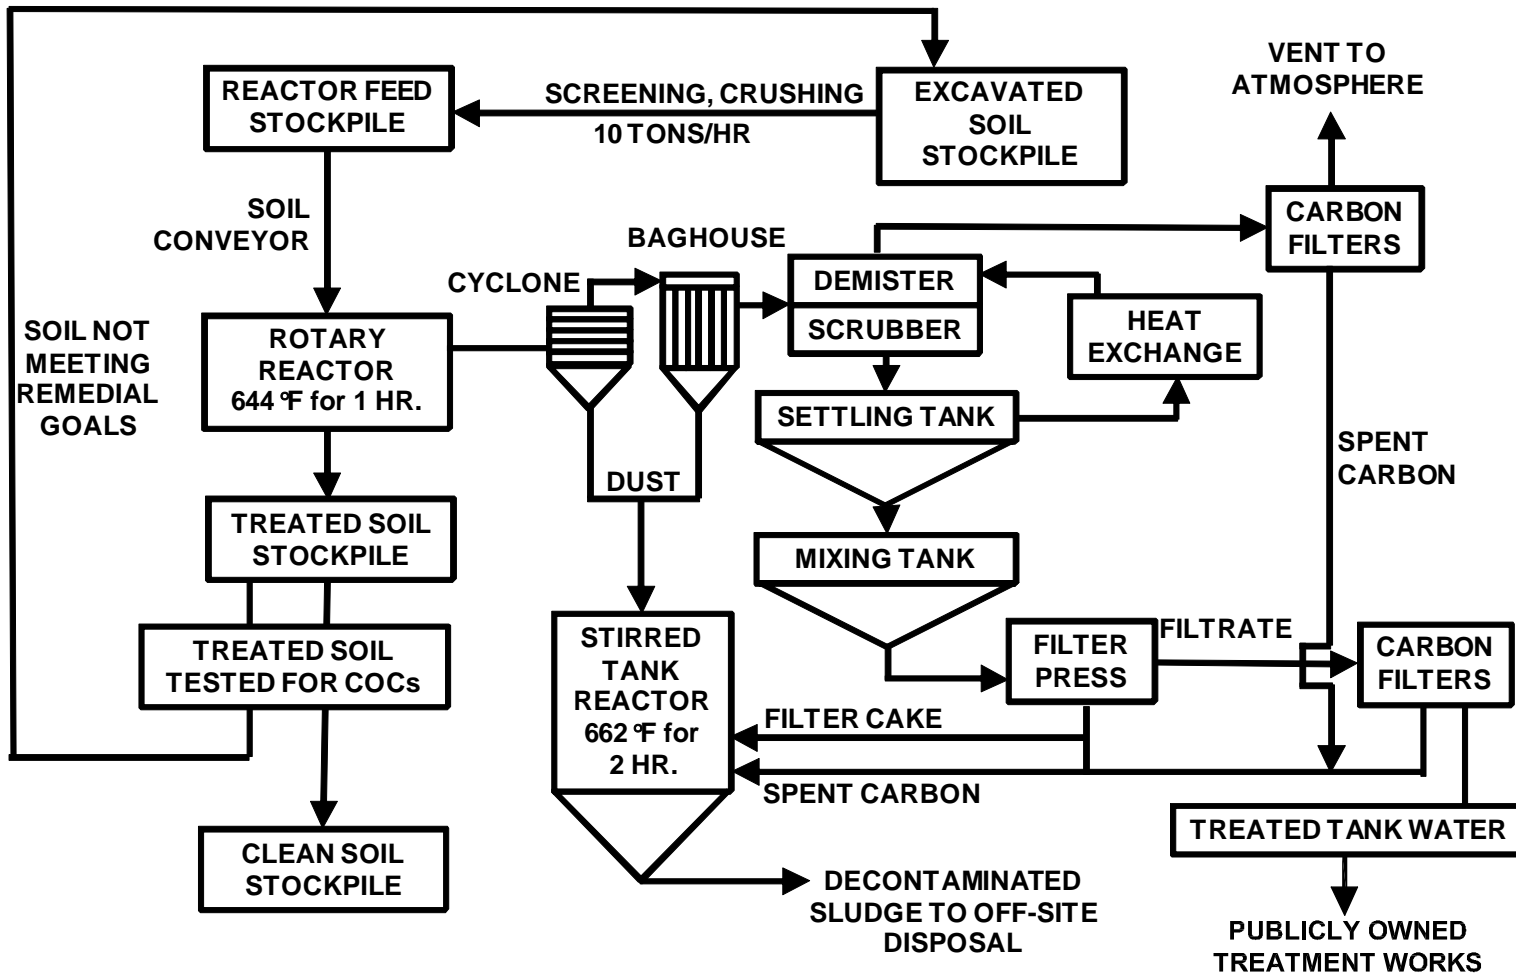 VENT TO
ATMOSPHERE
REACTOR FEED
STOCKPILE
SCREENING, CRUSHING
10 TONS/HR
EXCAVATED
SOIL
STOCKPILE
SOIL
CONVEYOR
CARBON
FILTERS
BAGHOUSE
CYCLONE
DEMISTER
SCRUBBER
HEAT
EXCHANGE
SOIL NOT
MEETING
REMEDIAL
GOALS
ROTARY
REACTOR
644 °F for 1 HR.
SETTLING TANK
SPENT
CARBON
DUST
TREATED SOIL
STOCKPILE
MIXING TANK
TREATED SOIL
TESTED FOR COCs
STIRRED
TANK
REACTOR
662 °F for
2 HR.
FILTER
PRESS
FILTRATE
CARBON
FILTERS
FILTER CAKE
SPENT CARBON
TREATED TANK WATER
CLEAN SOIL
STOCKPILE
DECONTAMINATED
SLUDGE TO OFF-SITE
DISPOSAL
PUBLICLY OWNED
TREATMENT WORKS